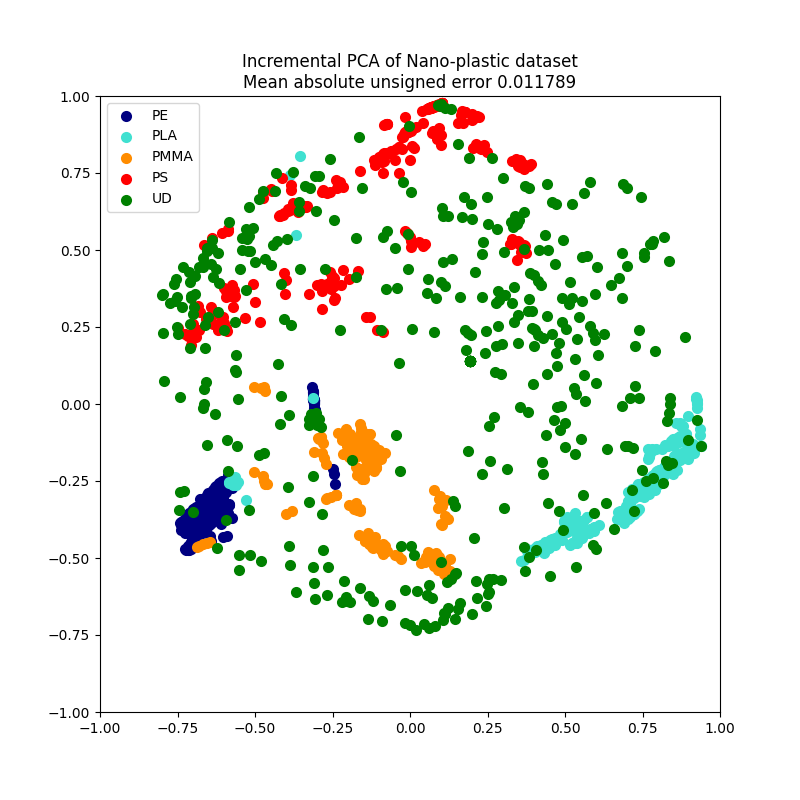 Incremental PCA of Nano-plastic dataset
Mean absolute unsigned error 0.011789
PE
PLA
PMMA
PS
UD
1.00
0.75
0.50
0.25
0.00
−0.25
−0.50
−0.75
−1.00
−1.00 −0.75 −0.50 −0.25 0.00 0.25 0.50 0.75 1.00